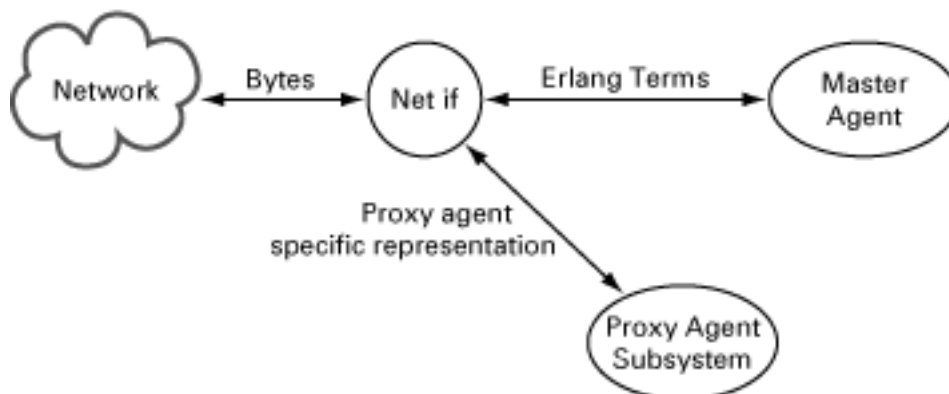 Network
Bytes
Net if
Erlang Terms
Master
Agent
Proxy agent
specific representation
Proxy Agent
Subsystem